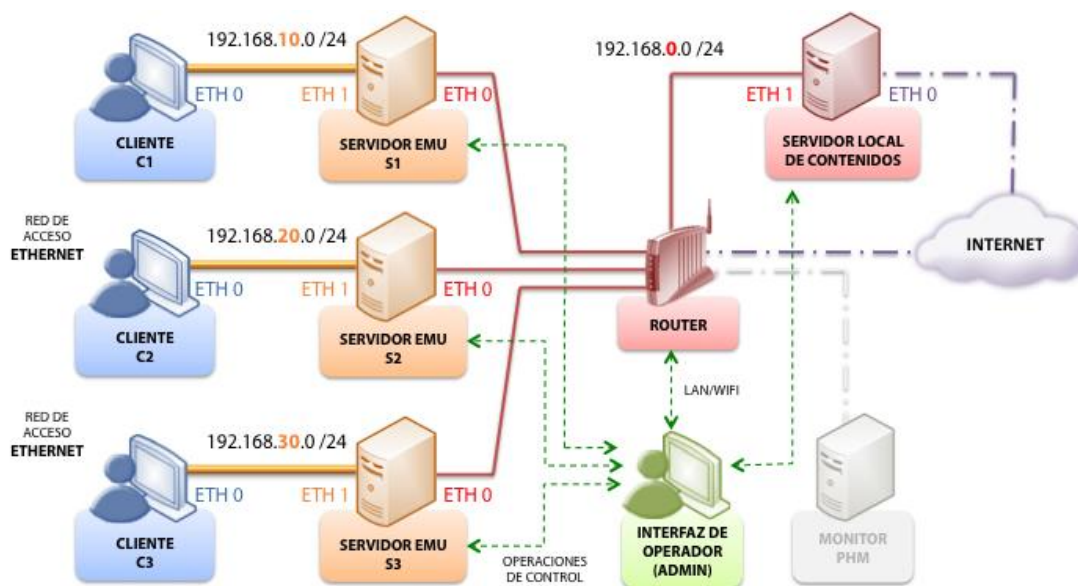 192.168.10.0 /24
ETH 0
ETH 1
ETH 0
CLIENTE
C1
SERVIDOR EMU
S1
192.168.0.0 /24
ETH 1
ETH 0
SERVIDOR LOCAL
DE CONTENIDOS
RED DE
ACCESO
ETHERNET
192.168.20.0 /24
ETH 0
ETH 1
ETH 0
CLIENTE
C2
SERVIDOR EMU
S2
ROUTER
INTERNET
LAN/WIFI
RED DE
ACCESO
ETHERNET
192.168.30.0 /24
ETH 0
ETH 1
ETH 0
CLIENTE
C3
SERVIDOR EMU
S3
OPERACIONES
DE CONTROL
INTERFAZ DE
OPERADOR
(ADMIN)
MONITOR
PHM